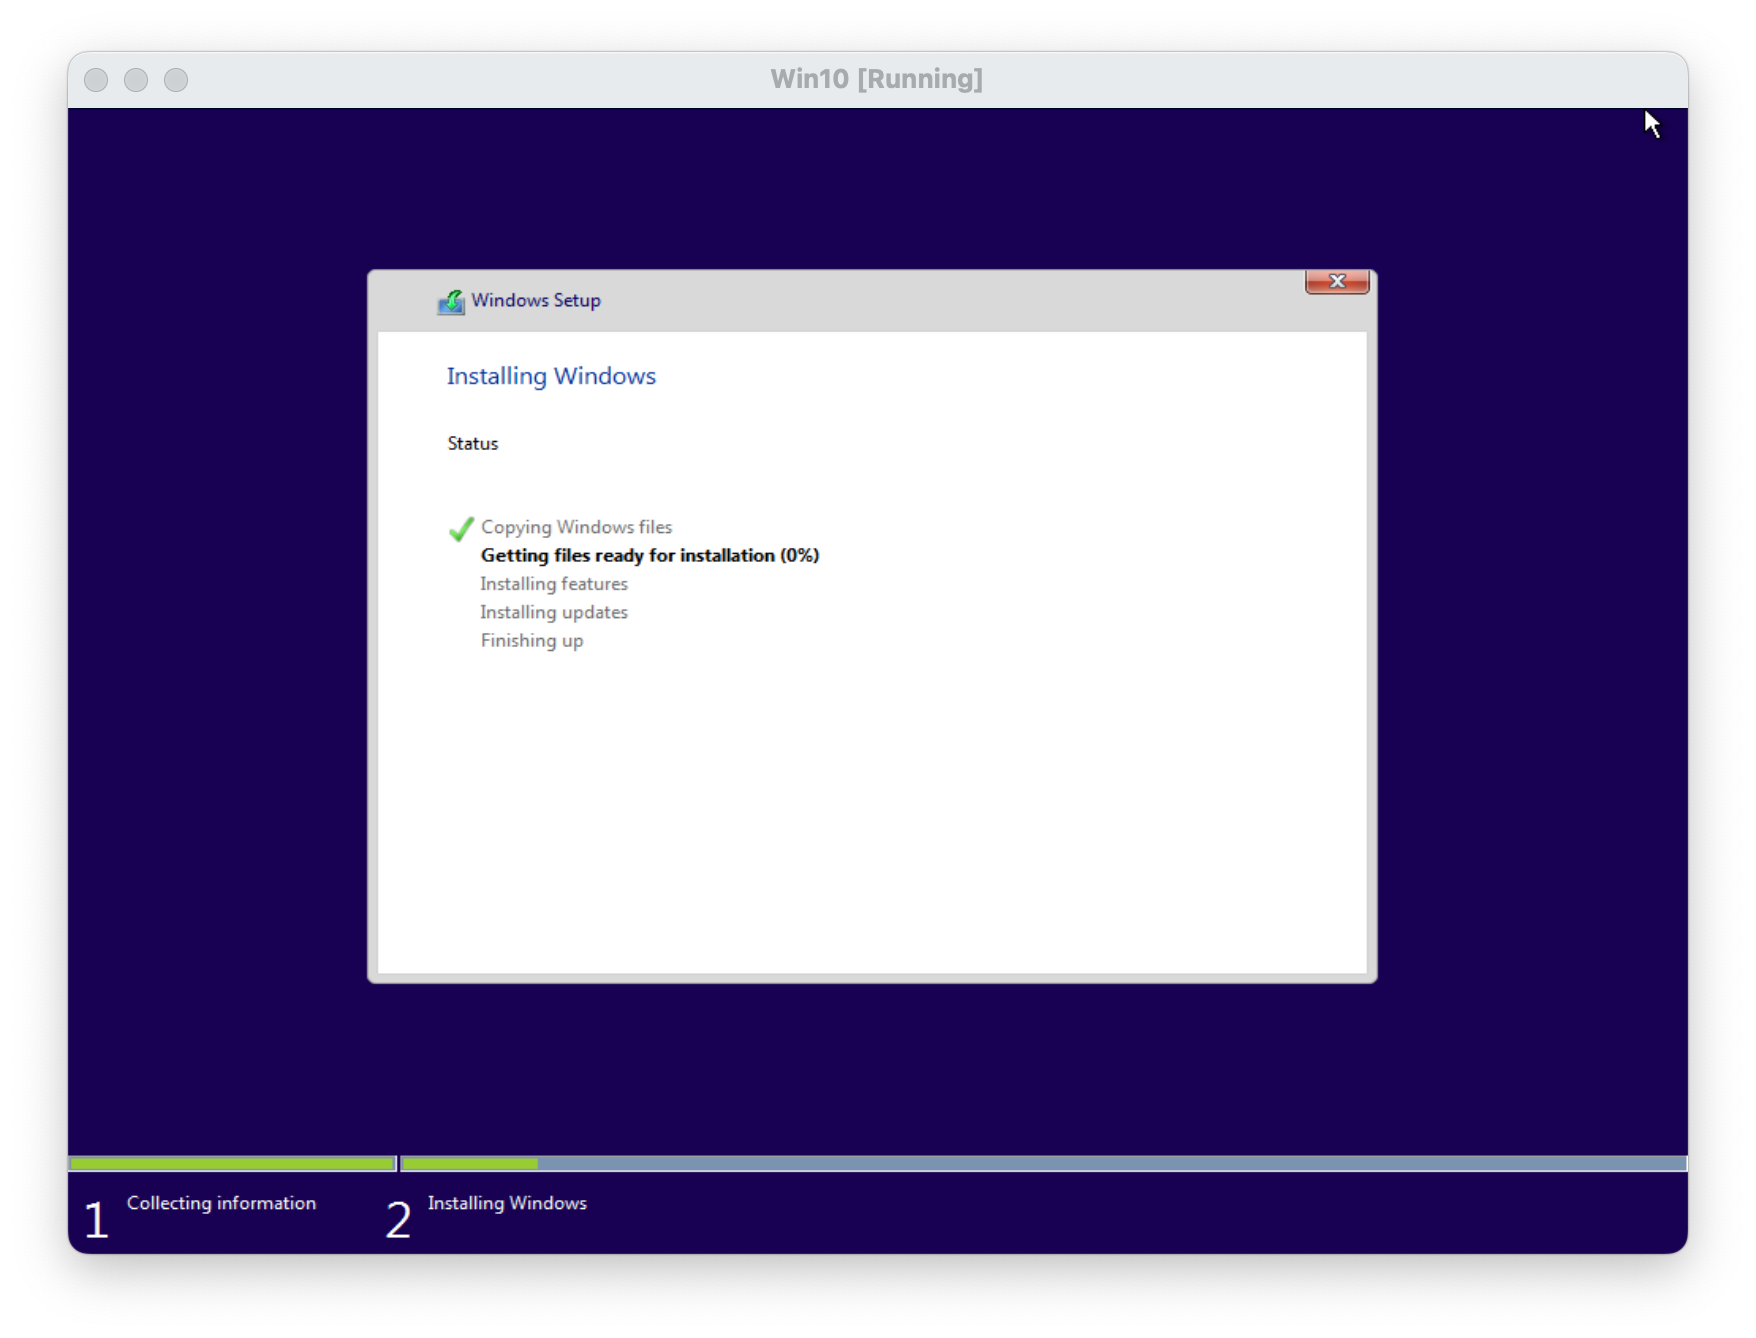 Win10 [Running]
Windows Setup
Installing Windows
Status
Copying Windows files
Getting files ready for installation (0%)
Installing features
Installing updates
Finishing up
1 Collecting information
2 Installing Windows